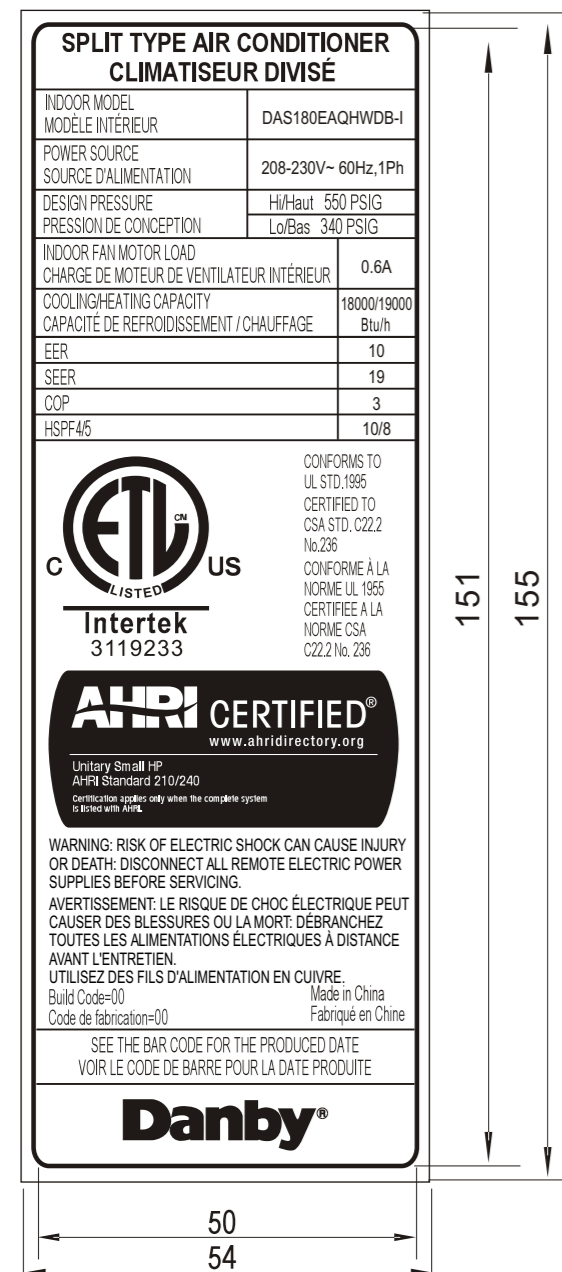 SPLIT TYPE AIR CONDITIONER
CLIMATISEUR DIVISÉ
INDOOR MODEL
MODÈLE INTÉRIEUR
DAS180EAQHWDB-I
POWER SOURCE
SOURCE D'ALIMENTATION
208-230V~ 60Hz,1Ph
DESIGN PRESSURE
PRESSION DE CONCEPTION
Hi/Haut 550 PSIG
Lo/Bas 340 PSIG
INDOOR FAN MOTOR LOAD
CHARGE DE MOTEUR DE VENTILATEUR INTÉRIEUR
0.6A
COOLING/HEATING CAPACITY
CAPACITÉ DE REFROIDISSEMENT / CHAUFFAGE
18000/19000
Btu/h
EER 10
SEER 19
COP 3
HSPF4/5 10/8
ETL CM
LISTED
C US
Intertek
3119233
CONFORMS TO
UL STD.1995
CERTIFIED TO
CSA STD. C22.2
No.236
CONFORME À LA
NORME UL 1955
CERTIFIEE A LA
NORME CSA
C22.2 No. 236
AHRI CERTIFIED®
www.ahridirectory.org
Unitary Small HP
AHRI Standard 210/240
Certification applies only when the complete system
is listed with AHRI.
WARNING: RISK OF ELECTRIC SHOCK CAN CAUSE INJURY
OR DEATH: DISCONNECT ALL REMOTE ELECTRIC POWER
SUPPLIES BEFORE SERVICING.
AVERTISSEMENT: LE RISQUE DE CHOC ÉLECTRIQUE PEUT
CAUSER DES BLESSURES OU LA MORT: DÉBRANCHEZ
TOUTES LES ALIMENTATIONS ÉLECTRIQUES À DISTANCE
AVANT L'ENTRETIEN.
UTILISEZ DES FILS D'ALIMENTATION EN CUIVRE.
Build Code=00 Made in China
Code de fabrication=00 Fabriqué en Chine
SEE THE BAR CODE FOR THE PRODUCED DATE
VOIR LE CODE DE BARRE POUR LA DATE PRODUITE
Danby®
151
155
50
54